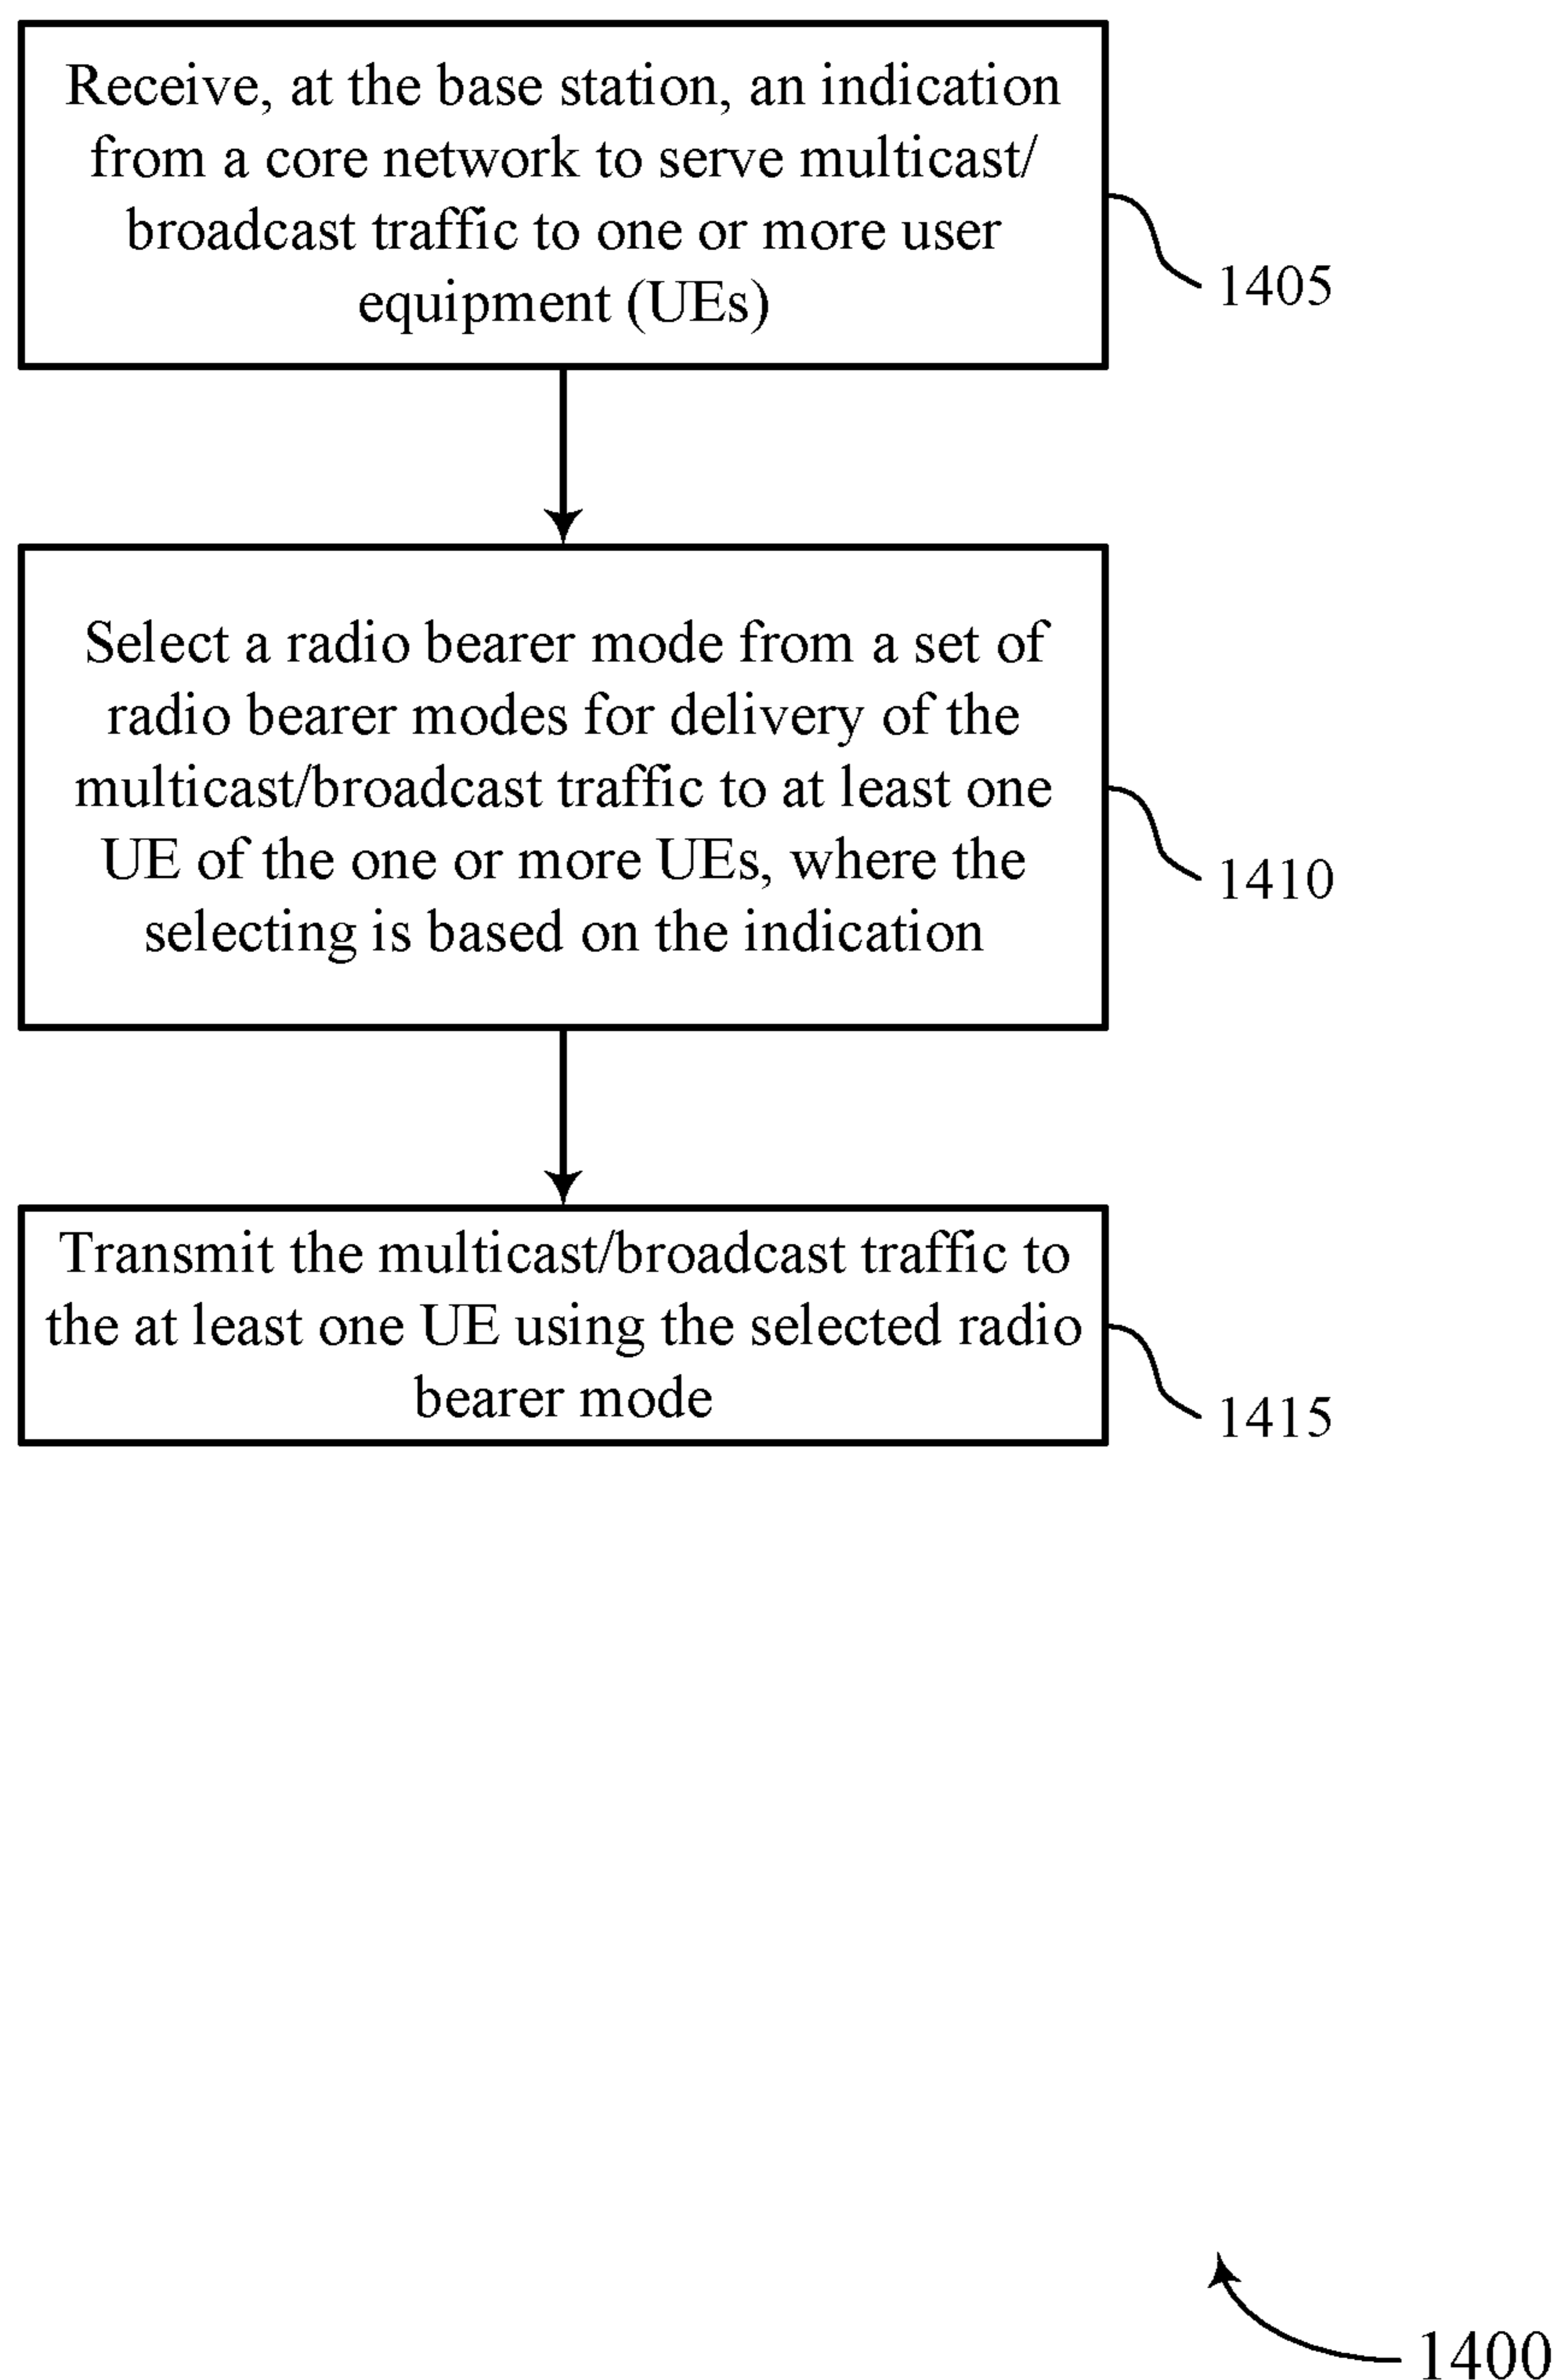 Receive, at the base station, an indication
from a core network to serve multicast/
broadcast traffic to one or more user
equipment (UEs)
1405
Select a radio bearer mode from a set of
radio bearer modes for delivery of the
multicast/broadcast traffic to at least one
UE of the one or more UEs, where the
selecting is based on the indication
1410
Transmit the multicast/broadcast traffic to
the at least one UE using the selected radio
bearer mode
1415
1400